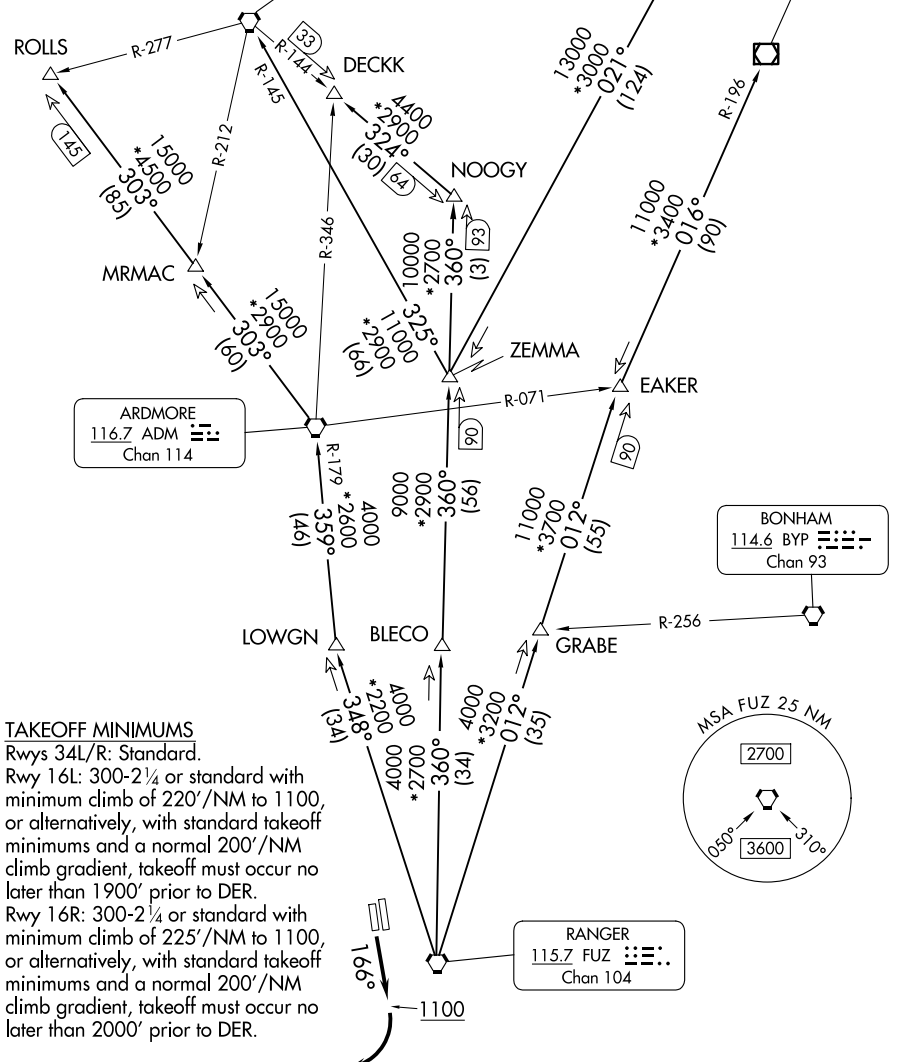 ROLLS
R-277
R-144
33
DECKK
R-145
R-212
R-346
145
15000
*4500
303°
(85)
4400
*2900
324°
(30)
64
NOOGY
13000
*3000
021°
(124)
R-196
93
10000
*2700
360°
(3)
11000
*3400
016°
(90)
MRMAC
15000
*2900
303°
(60)
325°
11000
*2900
(66)
ZEMMA
EAKER
R-071
ARDMORE
116.7 ADM
Chan 114
R-179
90
90
4000
*2600
359°
(46)
9000
*2900
360°
(56)
11000
*3700
012°
(55)
BONHAM
114.6 BYP
Chan 93
R-256
LOWGN
BLECO
GRABE
4000
*2200
348°
(34)
4000
*2700
360°
(34)
4000
*3200
012°
(35)
MSA FUZ 25 NM
2700
050°
310°
3600
TAKEOFF MINIMUMS
Rwys 34L/R: Standard.
Rwy 16L: 300-2¼ or standard with
minimum climb of 220'/NM to 1100,
or alternatively, with standard takeoff
minimums and a normal 200'/NM
climb gradient, takeoff must occur no
later than 1900' prior to DER.
Rwy 16R: 300-2¼ or standard with
minimum climb of 225'/NM to 1100,
or alternatively, with standard takeoff
minimums and a normal 200'/NM
climb gradient, takeoff must occur no
later than 2000' prior to DER.
166°
1100
RANGER
115.7 FUZ
Chan 104